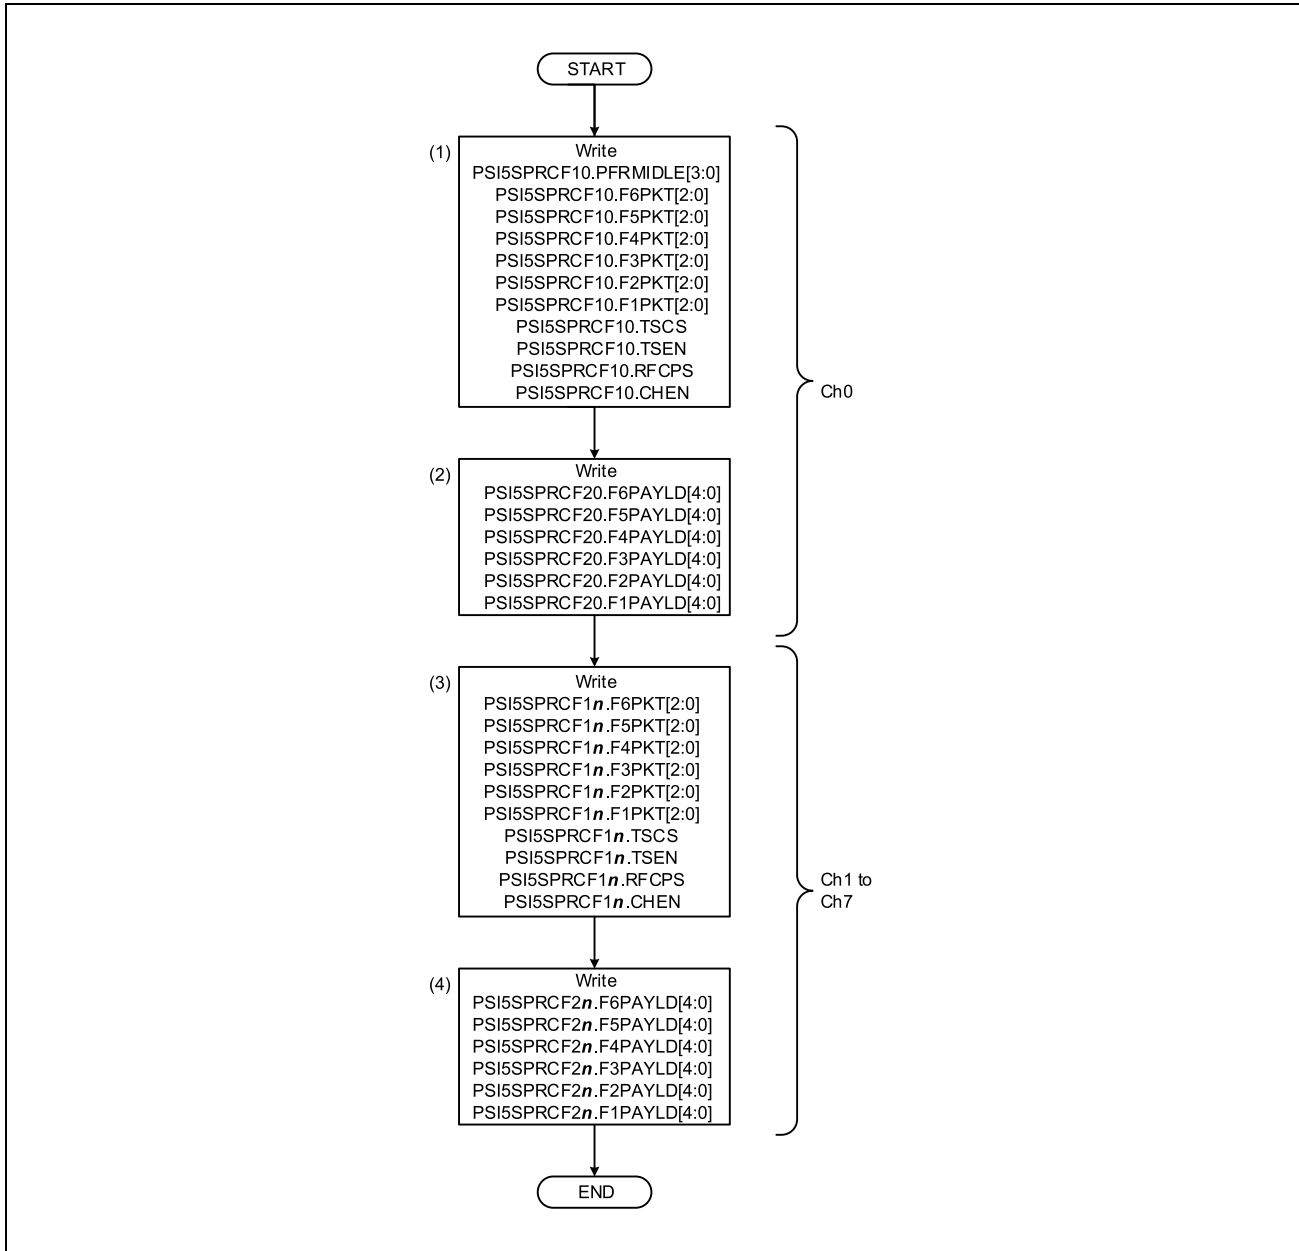 START
(1)
Write
PSI5SPRCF10.PFRMIDLE[3:0]
PSI5SPRCF10.F6PKT[2:0]
PSI5SPRCF10.F5PKT[2:0]
PSI5SPRCF10.F4PKT[2:0]
PSI5SPRCF10.F3PKT[2:0]
PSI5SPRCF10.F2PKT[2:0]
PSI5SPRCF10.F1PKT[2:0]
PSI5SPRCF10.TSCS
PSI5SPRCF10.TSEN
PSI5SPRCF10.RFCPS
PSI5SPRCF10.CHEN
Ch0
(2)
Write
PSI5SPRCF20.F6PAYLD[4:0]
PSI5SPRCF20.F5PAYLD[4:0]
PSI5SPRCF20.F4PAYLD[4:0]
PSI5SPRCF20.F3PAYLD[4:0]
PSI5SPRCF20.F2PAYLD[4:0]
PSI5SPRCF20.F1PAYLD[4:0]
(3)
Write
PSI5SPRCF1n.F6PKT[2:0]
PSI5SPRCF1n.F5PKT[2:0]
PSI5SPRCF1n.F4PKT[2:0]
PSI5SPRCF1n.F3PKT[2:0]
PSI5SPRCF1n.F2PKT[2:0]
PSI5SPRCF1n.F1PKT[2:0]
PSI5SPRCF1n.TSCS
PSI5SPRCF1n.TSEN
PSI5SPRCF1n.RFCPS
PSI5SPRCF1n.CHEN
Ch1 to
Ch7
(4)
Write
PSI5SPRCF2n.F6PAYLD[4:0]
PSI5SPRCF2n.F5PAYLD[4:0]
PSI5SPRCF2n.F4PAYLD[4:0]
PSI5SPRCF2n.F3PAYLD[4:0]
PSI5SPRCF2n.F2PAYLD[4:0]
PSI5SPRCF2n.F1PAYLD[4:0]
END